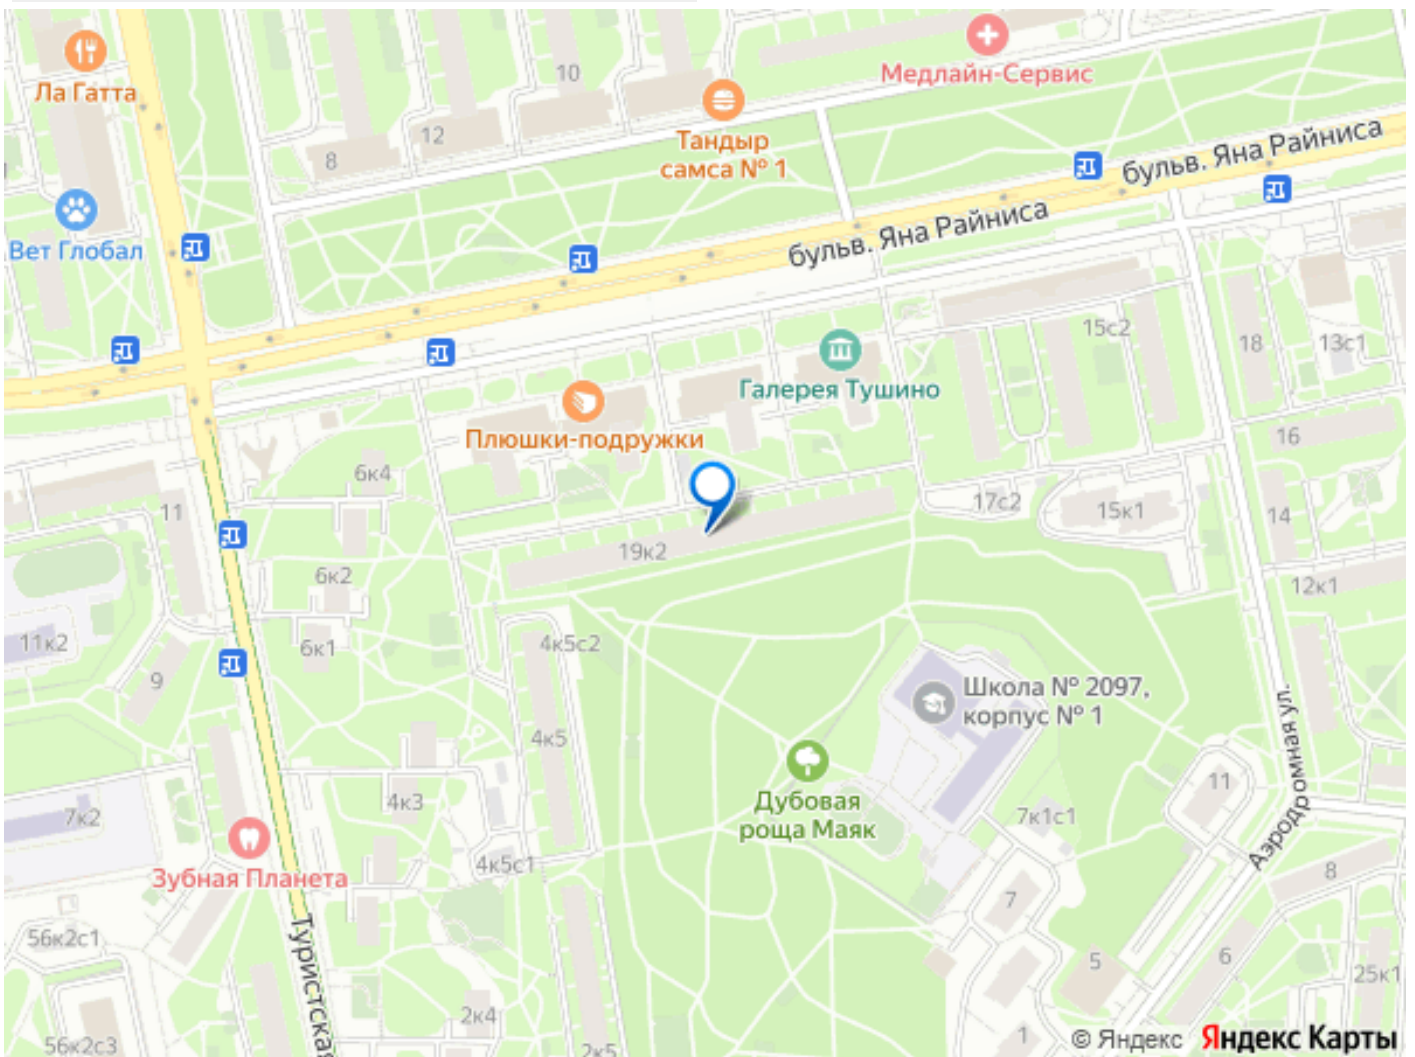 Ла Гатта
10
12
8
Медлайн-Сервис
Тандыр
самса № 1
бульв. Яна Райниса
бульв. Яна Райниса
Вет Глобал
15с2
18
13с1
Галерея Тушино
Плюшки-подружки
16
6к4
11
17с2
15к1
14
19к2
6к2
12к1
11к2
6к1
4к5с2
9
Школа № 2097,
корпус № 1
4к5
Дубовая
роща Маяк
11
Аэродромная ул.
4к3
7к2
7к1с1
Зубная Планета
4к5с1
8
7
Туристская
56к2с1
5
6
25к1
2к4
1
56к2с3
2к5
© Яндекс Яндекс Карты